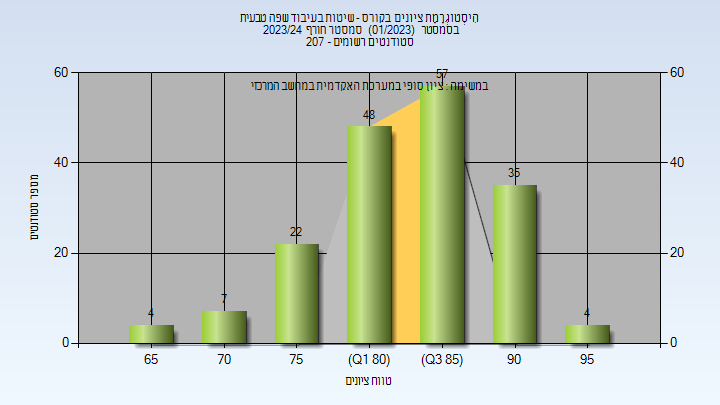 היסטוגרמת ציונים בקורס - שיטות בעיבוד שפה טבעית
בסמסטר (01/2023) סמסטר חורף 2023/24
סטודנטים רשומים - 207
במשימה : ציון סופי במערכת האקדמית במחשב המרכזי
60
40
20
0
60
40
20
0
מספר סטודנטים
4
7
22
48
57
35
4
65
70
75
(Q1 80)
(Q3 85)
90
95
טווח ציונים